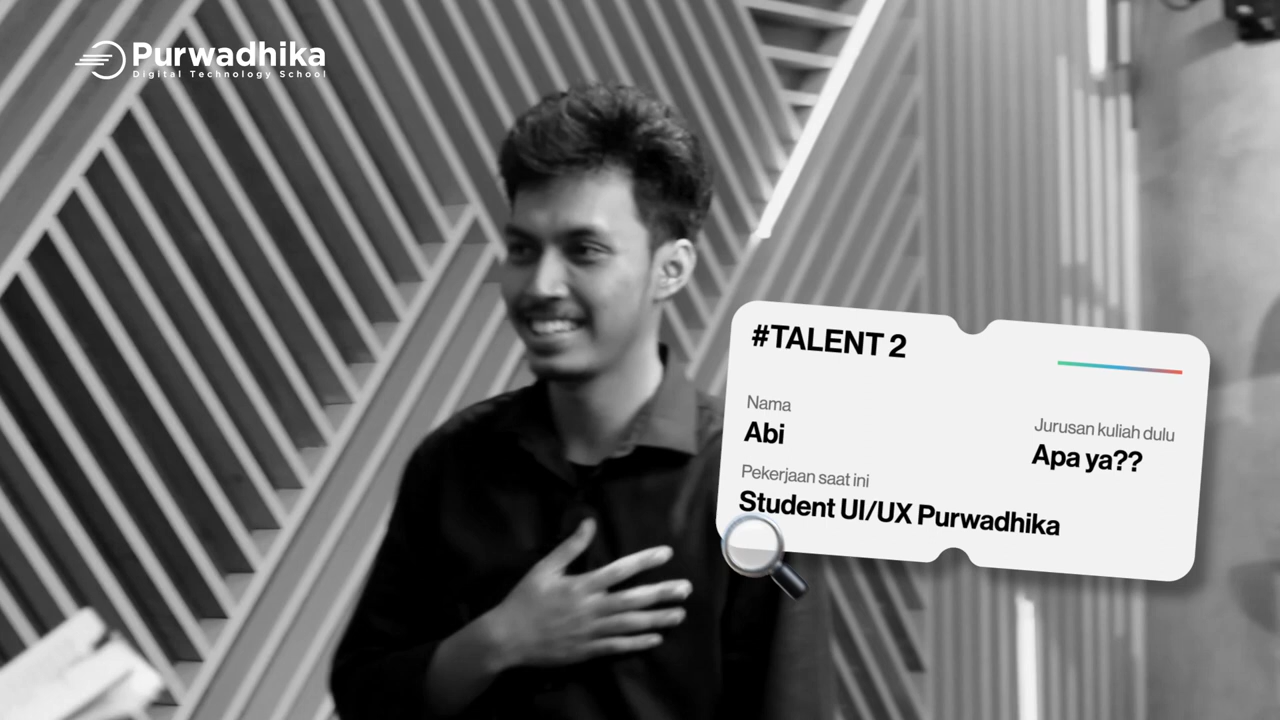 Purwadhika
Digital Technology School
#TALENT 2
Nama
Abi
Jurusan kuliah dulu
Apa ya??
Pekerjaan saat ini
Student UI/UX Purwadhika